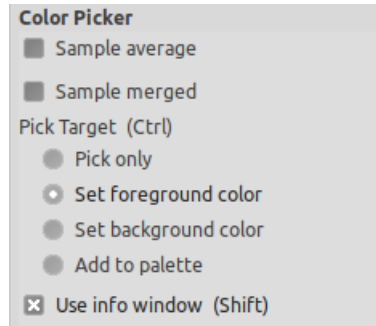 Color Picker
Sample average
Sample merged
Pick Target (Ctrl)
Pick only
Set foreground color
Set background color
Add to palette
Use info window (Shift)